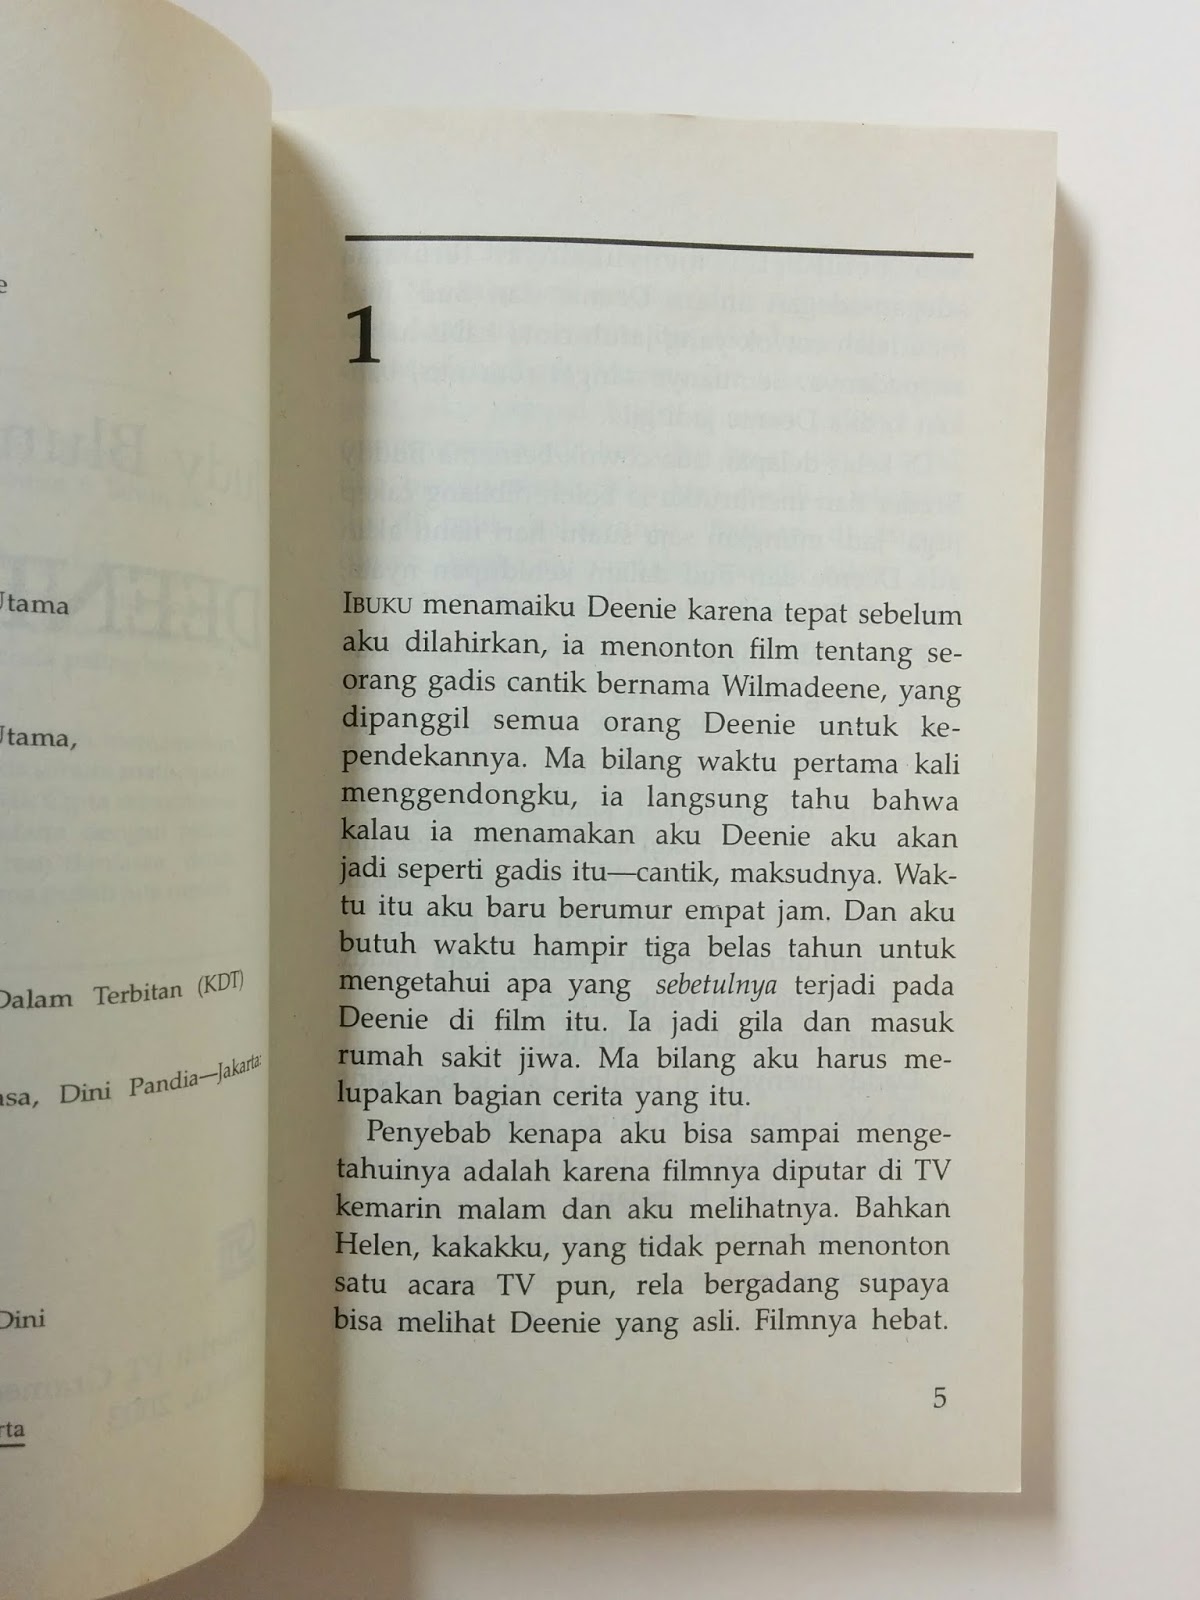 e
Utama
Utama,
Dalam Terbitan (KDT)
asa, Dini Pandia—Jakarta:
Dini
rta
1
IBUKU menamaiku Deenie karena tepat sebelum
aku dilahirkan, ia menonton film tentang se-
orang gadis cantik bernama Wilmadeene, yang
dipanggil semua orang Deenie untuk ke-
pendekannya. Ma bilang waktu pertama kali
menggendongku, ia langsung tahu bahwa
kalau ia menamakan aku Deenie aku akan
jadi seperti gadis itu—cantik, maksudnya. Wak-
tu itu aku baru berumur empat jam. Dan aku
butuh waktu hampir tiga belas tahun untuk
mengetahui apa yang sebetulnya terjadi pada
Deenie di film itu. Ia jadi gila dan masuk
rumah sakit jiwa. Ma bilang aku harus me-
lupakan bagian cerita yang itu.
Penyebab kenapa aku bisa sampai menge-
tahuinya adalah karena filmnya diputar di TV
kemarin malam dan aku melihatnya. Bahkan
Helen, kakakku, yang tidak pernah menonton
satu acara TV pun, rela bergadang supaya
bisa melihat Deenie yang asli. Filmnya hebat.
5